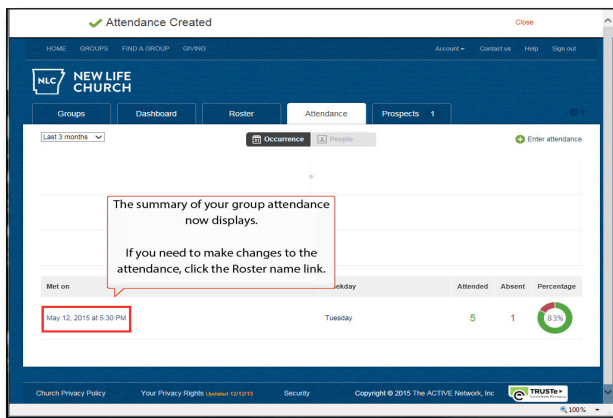 Attendance Created Close
HOME GROUPS FIND A GROUP GIVING Account Contact us Help Sign out
NLC NEW LIFE CHURCH
Groups Dashboard Roster Attendance Prospects 1
Last 3 months Occurrence People Enter attendance
The summary of your group attendance
now displays.
If you need to make changes to the
attendance, click the Roster name link.
Met on ekday Attended Absent Percentage
May 12, 2015 at 5:30 PM Tuesday 5 1 83%
Church Privacy Policy Your Privacy Rights Updated 12/12/13 Security Copyright © 2015 The ACTIVE Network, Inc TRUSTe
Certified Privacy
100%